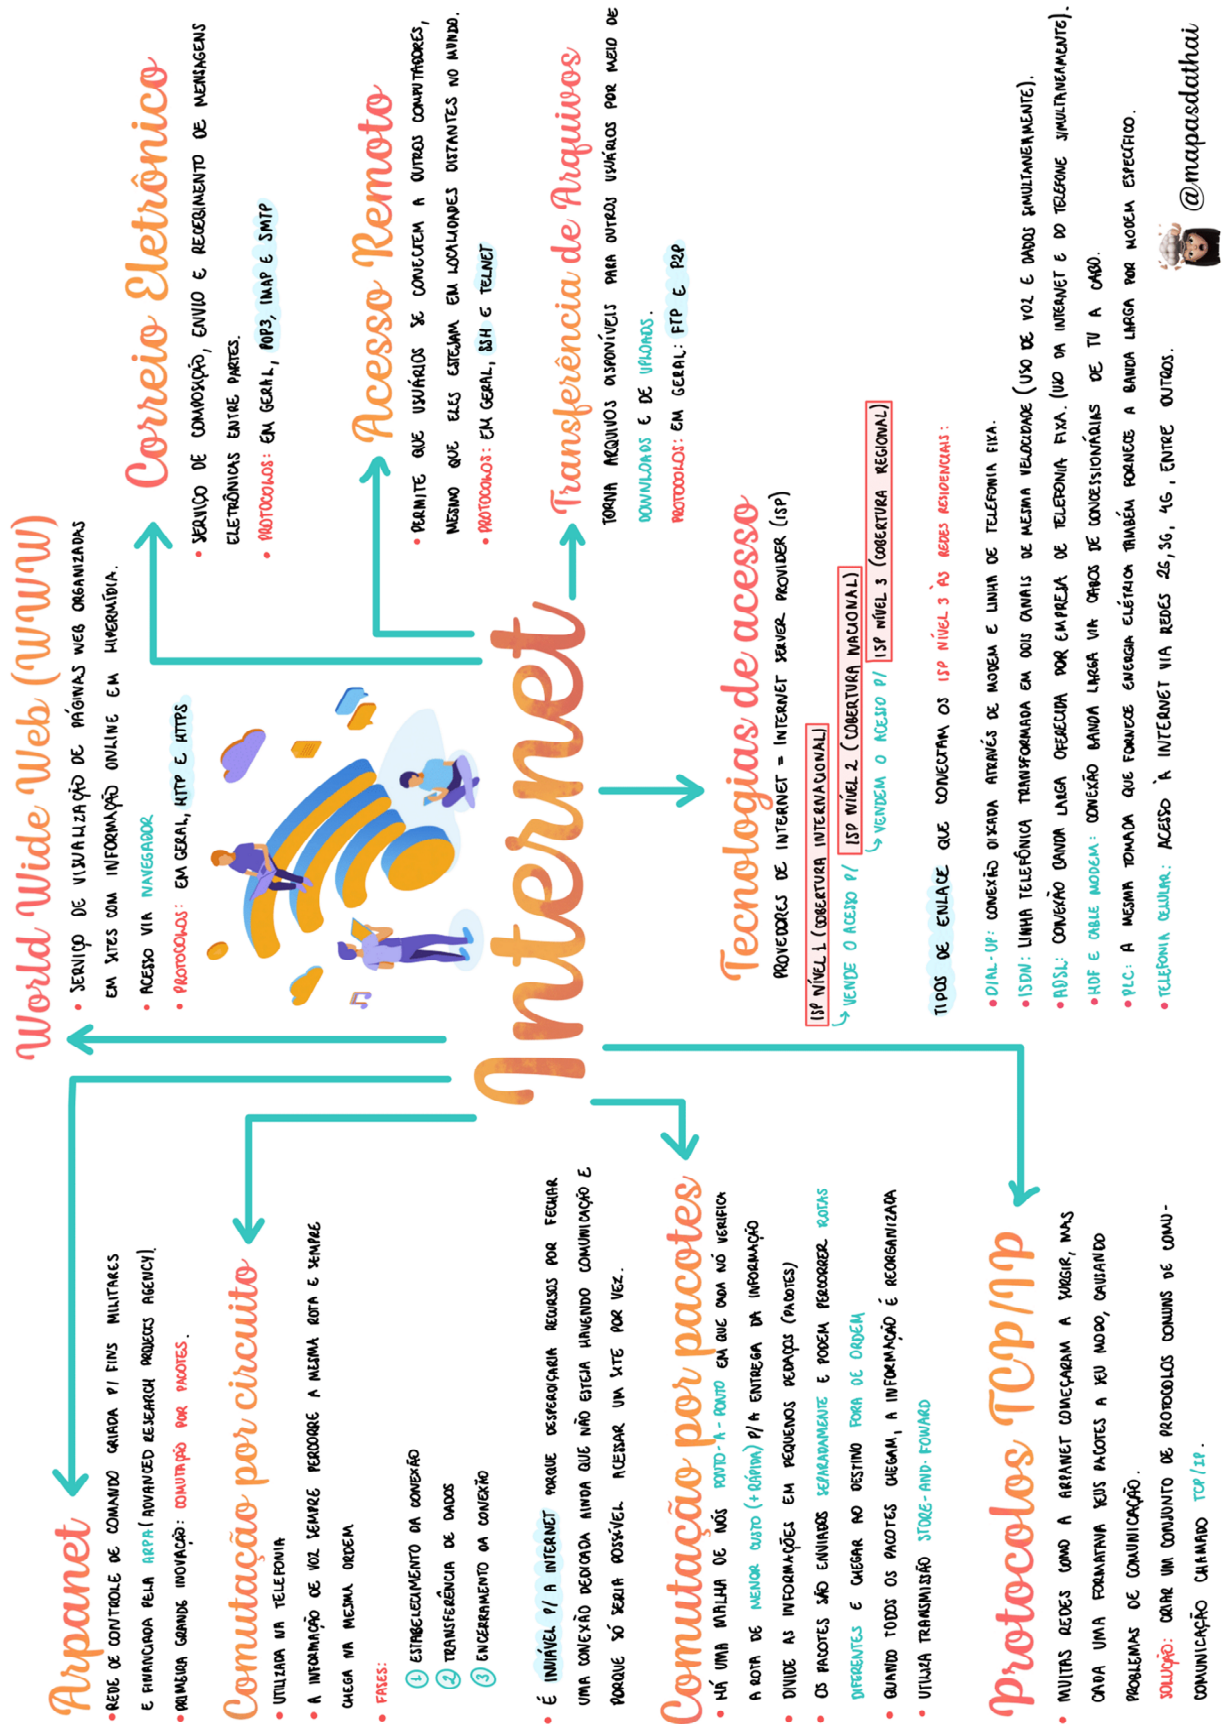 Internet
Arpanet
• REDE DE CONTROLE DE COMANDO CRIADA P/ FINS MILITARES
E FINANCIADA PELA ARPA (ADVANCED RESEARCH PROJECTS AGENCY).
• PRIMEIRA GRANDE INOVAÇÃO: COMUTAÇÃO POR PACOTES.
Comutação por circuito
• UTILIZADA NA TELEFONIA
• A INFORMAÇÃO DE VOZ SEMPRE PERCORRE A MESMA ROTA E SEMPRE
CHEGA NA MESMA ORDEM
• FASES:
1 ESTABELECIMENTO DA CONEXÃO
2 TRANSFERÊNCIA DE DADOS
3 ENCERRAMENTO DA CONEXÃO
• É INVIÁVEL P/ A INTERNET PORQUE DESPERDIÇARIA RECURSOS POR FECHAR
UMA CONEXÃO DEDICADA AINDA QUE NÃO ESTEJA HAVENDO COMUNICAÇÃO E
PORQUE SÓ SERIA POSSÍVEL ACESSAR UM SITE POR VEZ.
Comutação por pacotes
• HÁ UMA MALHA DE NÓS PONTO-A-PONTO EM QUE CADA NÓ VERIFICA
A ROTA DE MENOR CUSTO (+RÁPIDA) P/ A ENTREGA DA INFORMAÇÃO
• DIVIDE AS INFORMAÇÕES EM PEQUENOS PEDAÇOS (PACOTES)
• OS PACOTES SÃO ENVIADOS SEPARADAMENTE E PODEM PERCORRER ROTAS
DIFERENTES E CHEGAR AO DESTINO FORA DE ORDEM
• QUANDO TODOS OS PACOTES CHEGAM, A INFORMAÇÃO É REORGANIZADA
• UTILIZA TRANSMISSÃO STORE-AND-FOWARD
Protocolos TCP/IP
• MUITAS REDES COMO A ARPANET COMEÇARAM A SURGIR, MAS
CADA UMA FORMATAVA SEUS PACOTES A SEU MODO, CAUSANDO
PROBLEMAS DE COMUNICAÇÃO.
SOLUÇÃO: CRIAR UM CONJUNTO DE PROTOCOLOS COMUNS DE COMU-
COMUNICAÇÃO CHAMADO TCP/IP.
World Wide Web (WWW)
• SERVIÇO DE VISUALIZAÇÃO DE PÁGINAS WEB ORGANIZADAS
EM SITES COM INFORMAÇÃO ONLINE EM HIPERMÍDIA.
• ACESSO VIA NAVEGADOR
• PROTOCOLOS: EM GERAL, HTTP E HTTPS
Correio Eletrônico
• SERVIÇO DE COMPOSIÇÃO, ENVIO E RECEBIMENTO DE MENSAGENS
ELETRÔNICAS ENTRE PARTES.
• PROTOCOLOS: EM GERAL, POP3, IMAP E SMTP
Acesso Remoto
• PERMITE QUE USUÁRIOS SE CONECTEM A OUTROS COMPUTADORES,
MESMO QUE ELES ESTEJAM EM LOCALIDADES DISTANTES NO MUNDO.
• PROTOCOLOS: EM GERAL, SSH E TELNET
Transferência de Arquivos
TORNA ARQUIVOS DISPONÍVEIS PARA OUTROS USUÁRIOS POR MEIO DE
DOWNLOADS E DE UPLOADS.
PROTOCOLOS: EM GERAL: FTP E P2P
Tecnologias de acesso
PROVEDORES DE INTERNET = INTERNET SERVER PROVIDER (ISP)
ISP NÍVEL 1 (COBERTURA INTERNACIONAL)
VENDE O ACESSO P/ ISP NÍVEL 2 (COBERTURA NACIONAL)
VENDEM O ACESSO P/ ISP NÍVEL 3 (COBERTURA REGIONAL)
TIPOS DE ENLACE QUE CONECTAM OS ISP NÍVEL 3 ÀS REDES RESIDENCIAIS:
• DIAL-UP: CONEXÃO DISCADA ATRAVÉS DE MODEM E LINHA DE TELEFONIA FIXA.
• ISDN: LINHA TELEFÔNICA TRANSFORMADA EM DOIS CANAIS DE MESMA VELOCIDADE (USO DE VOZ E DADOS SIMULTANEAMENTE).
• ADSL: CONEXÃO BANDA LARGA OFERECIDA POR EMPRESA DE TELEFONIA FIXA. (USO DA INTERNET E DO TELEFONE SIMULTANEAMENTE).
• HDF E CABLE MODEM: CONEXÃO BANDA LARGA VIA CABOS DE CONCESSIONÁRIAS DE TV A CABO.
• PLC: A MESMA TOMADA QUE FORNECE ENERGIA ELÉTRICA TAMBÉM FORNECE A BANDA LARGA POR MODEM ESPECÍFICO.
• TELEFONIA CELULAR: ACESSO À INTERNET VIA REDES 2G, 3G, 4G, ENTRE OUTROS.
@mapasdathai